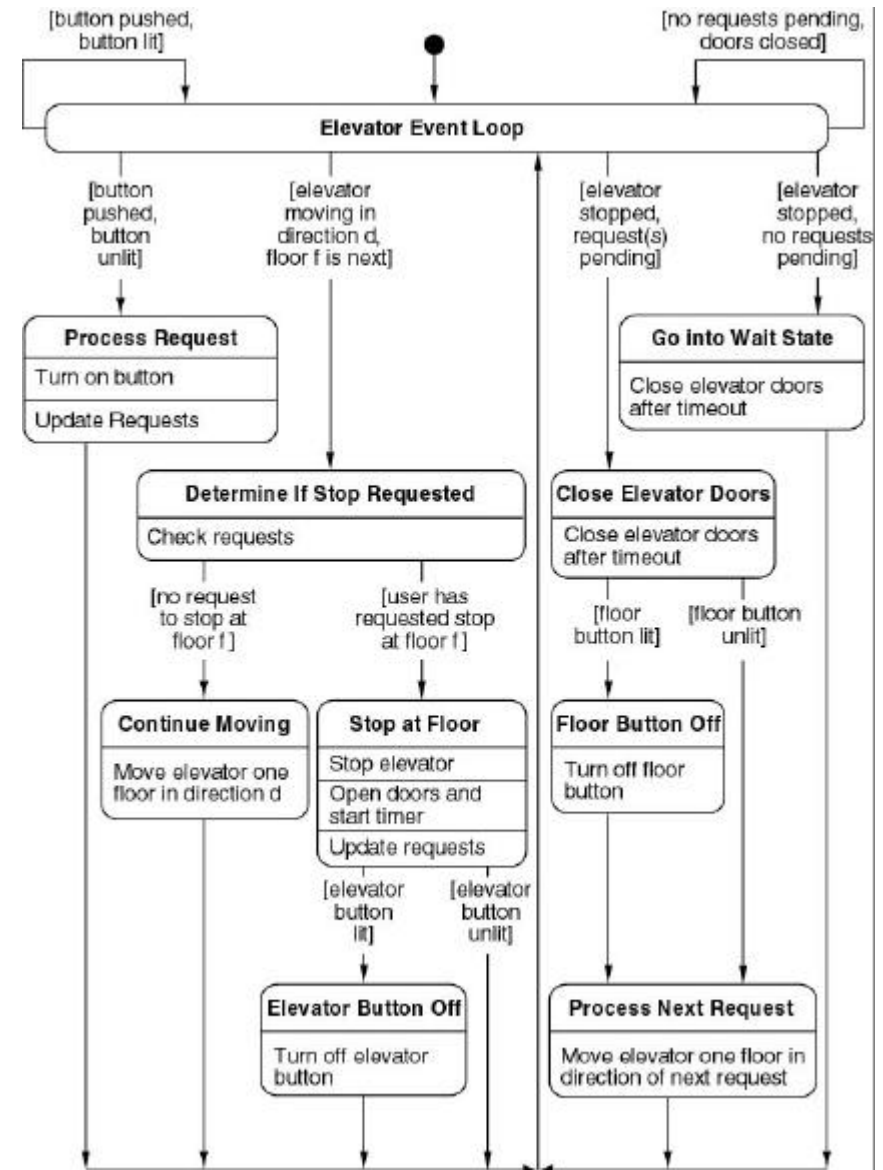 [button pushed,
button lit]
[no requests pending,
doors closed]
Elevator Event Loop
[button
pushed,
button
unlit]
[elevator
moving in
direction d,
floor f is next]
[elevator
stopped,
request(s)
pending]
[elevator
stopped,
no requests
pending]
Process Request
Turn on button
Update Requests
Go into Wait State
Close elevator doors
after timeout
Determine If Stop Requested
Check requests
Close Elevator Doors
Close elevator doors
after timeout
[no request
to stop at
floor f ]
[user has
requested stop
at floor f ]
[floor
button lit]
[floor button
unlit]
Continue Moving
Move elevator one
floor in direction d
Stop at Floor
Stop elevator
Open doors and
start timer
Update requests
Floor Button Off
Turn off floor
button
[elevator
button
lit]
[elevator
button
unlit]
Elevator Button Off
Turn off elevator
button
Process Next Request
Move elevator one floor in
direction of next request